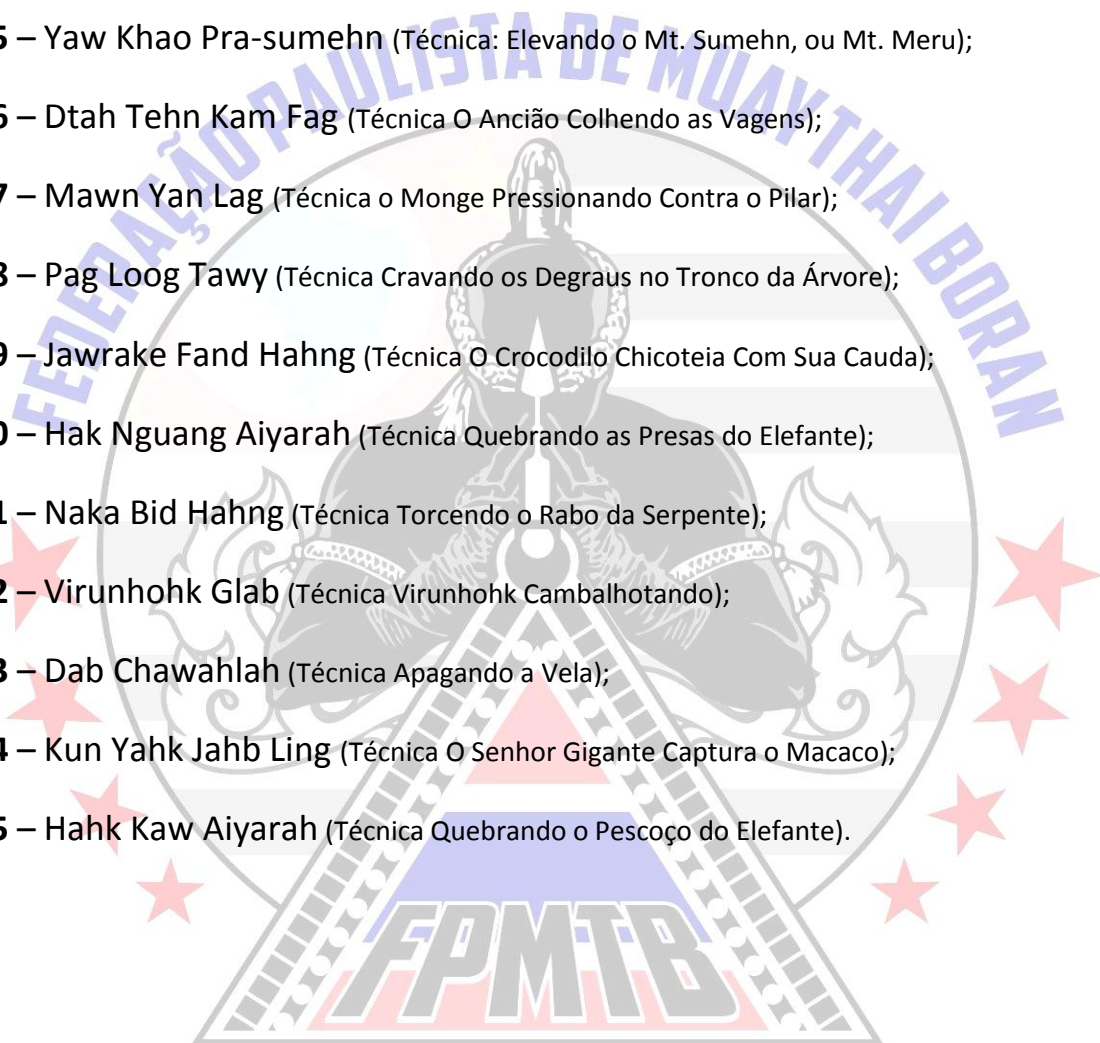 5 – Yaw Khao Pra-sumehn (Técnica: Elevando o Mt. Sumehn, ou Mt. Meru);
6 – Dtah Tehn Kam Fag (Técnica O Ancião Colhendo as Vagens);
7 – Mawn Yan Lag (Técnica o Monge Pressionando Contra o Pilar);
8 – Pag Loog Tawy (Técnica Cravando os Degraus no Tronco da Árvore);
9 – Jawrake Fand Hahng (Técnica O Crocodilo Chicoteia Com Sua Cauda);
0 – Hak Nguang Aiyarah (Técnica Quebrando as Presas do Elefante);
1 – Naka Bid Hahng (Técnica Torcendo o Rabo da Serpente);
2 – Virunhohk Glab (Técnica Virunhohk Cambalhotando);
3 – Dab Chawahlah (Técnica Apagando a Vela);
4 – Kun Yahk Jahb Ling (Técnica O Senhor Gigante Captura o Macaco);
5 – Hahk Kaw Aiyarah (Técnica Quebrando o Pescoço do Elefante).
FEDERAÇÃO PAULISTA DE MUAYTHAI BORAN
FPMTB